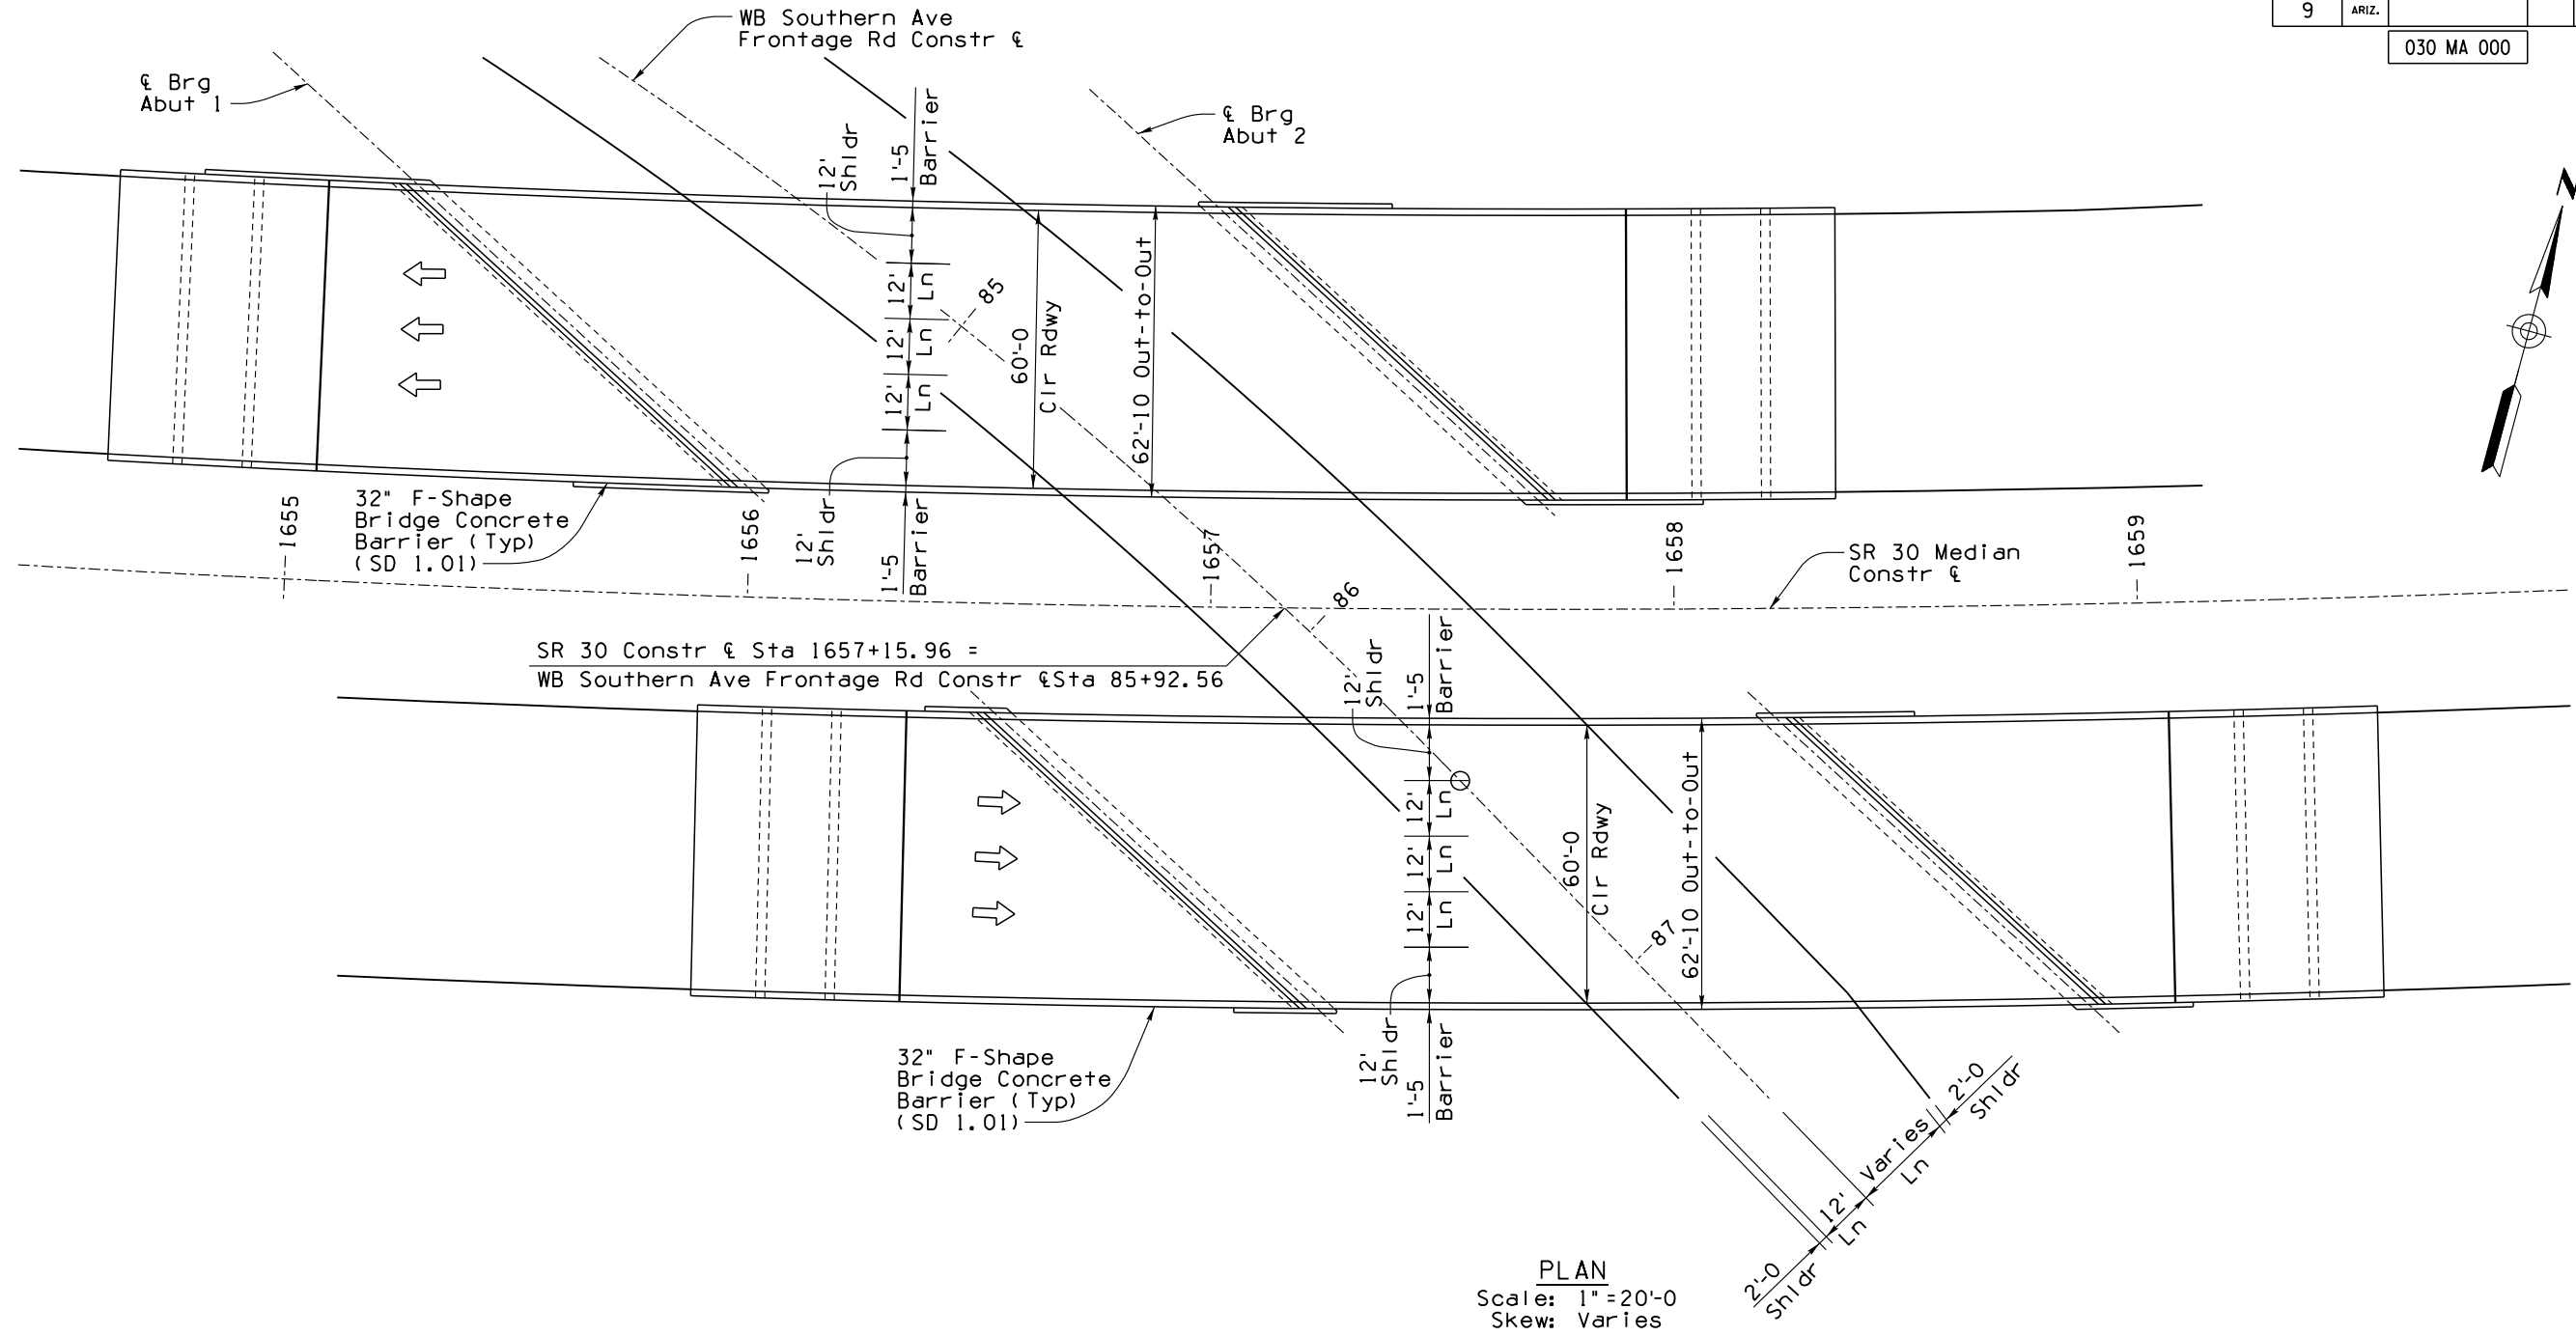 9 ARIZ.
030 MA 000
WB Southern Ave
Frontage Rd Constr ℄
℄ Brg
Abut 1
℄ Brg
Abut 2
N
12'
Shldr
1'-5
Barrier
12'
Ln
12'
Ln
12'
Ln
85
60'-0
Clr Rdwy
62'-10 Out-to-Out
12'
Shldr
1'-5
Barrier
32" F-Shape
Bridge Concrete
Barrier (Typ)
(SD 1.01)
1655
1656
1657
1658
1659
SR 30 Median
Constr ℄
86
SR 30 Constr ℄ Sta 1657+15.96 =
WB Southern Ave Frontage Rd Constr ℄Sta 85+92.56
12'
Shldr
1'-5
Barrier
12'
Ln
12'
Ln
12'
Ln
60'-0
Clr Rdwy
87
62'-10 Out-to-Out
12'
Shldr
1'-5
Barrier
32" F-Shape
Bridge Concrete
Barrier (Typ)
(SD 1.01)
2'-0
Shldr
Varies
Ln
12'
Ln
2'-0
Shldr
PLAN
Scale: 1"=20'-0
Skew: Varies